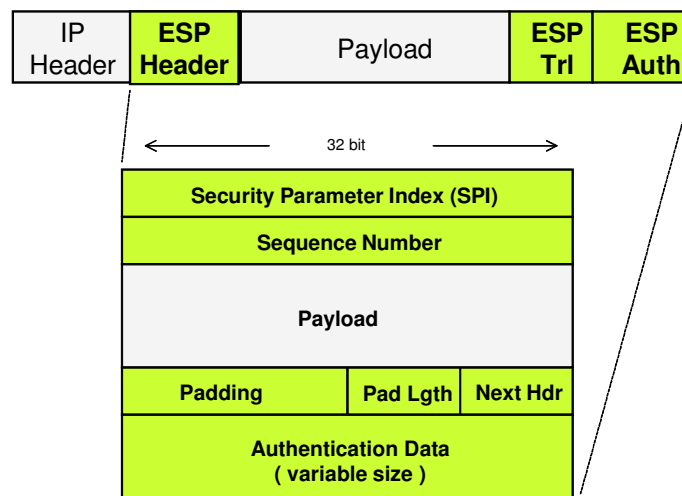 IP
Header
ESP
Header
Payload
ESP
Trl
ESP
Auth
32 bit
Security Parameter Index (SPI)
Sequence Number
Payload
Padding
Pad Lgth
Next Hdr
Authentication Data
( variable size )